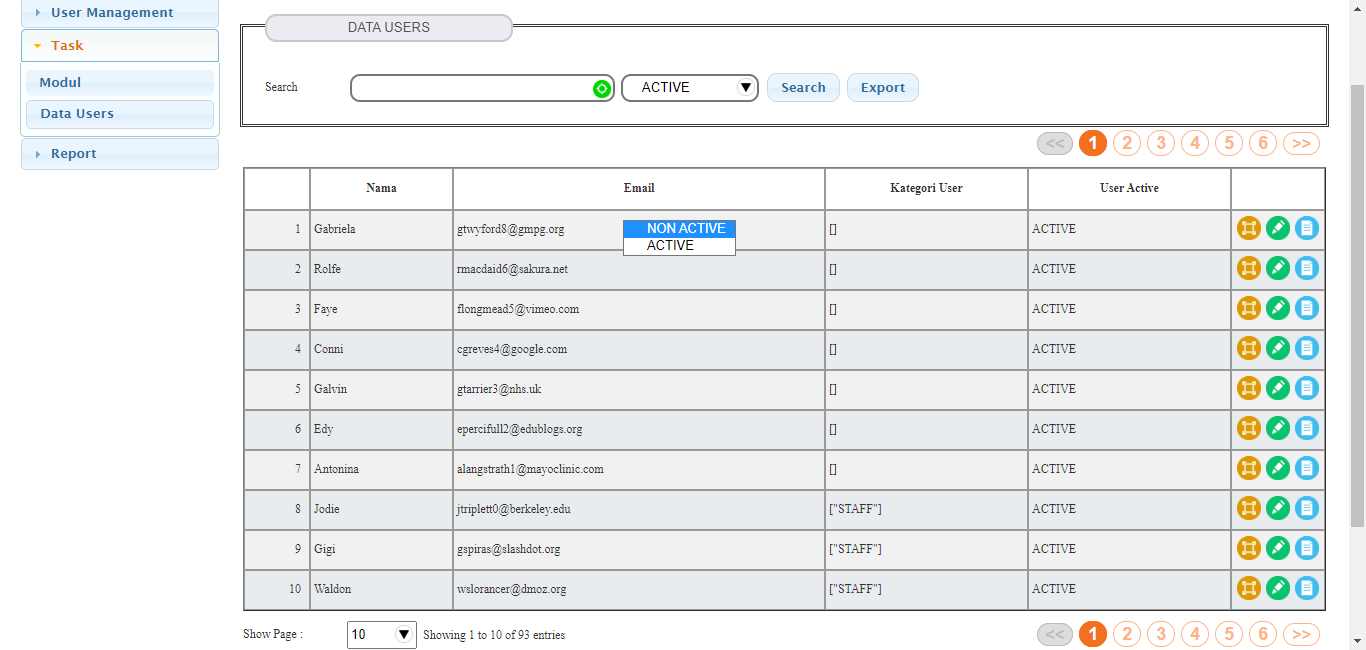 User Management
Task
Modul
Data Users
Report
DATA USERS
Search ACTIVE Search Export
<< 1 2 3 4 5 6 >>
Nama Email Kategori User User Active
1 Gabriela gtwyford8@gmpg.org [] ACTIVE
NON ACTIVE
ACTIVE
2 Rolfe rmacdaid6@sakura.net [] ACTIVE
3 Faye flongmead5@vimeo.com [] ACTIVE
4 Conni cgreves4@google.com [] ACTIVE
5 Galvin gtarrier3@nhs.uk [] ACTIVE
6 Edy epercifull2@edublogs.org [] ACTIVE
7 Antonina alangstrath1@mayoclinic.com [] ACTIVE
8 Jodie jtriplett0@berkeley.edu ["STAFF"] ACTIVE
9 Gigi gspiras@slashdot.org ["STAFF"] ACTIVE
10 Waldon wslorancer@dmoz.org ["STAFF"] ACTIVE
Show Page : 10 Showing 1 to 10 of 93 entries
<< 1 2 3 4 5 6 >>